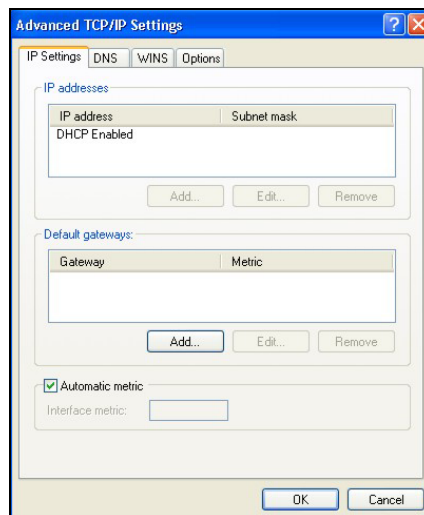 Advanced TCP/IP Settings
IP Settings DNS WINS Options
IP addresses
IP address Subnet mask
DHCP Enabled
Add... Edit... Remove
Default gateways:
Gateway Metric
Add... Edit... Remove
Automatic metric
Interface metric:
OK Cancel